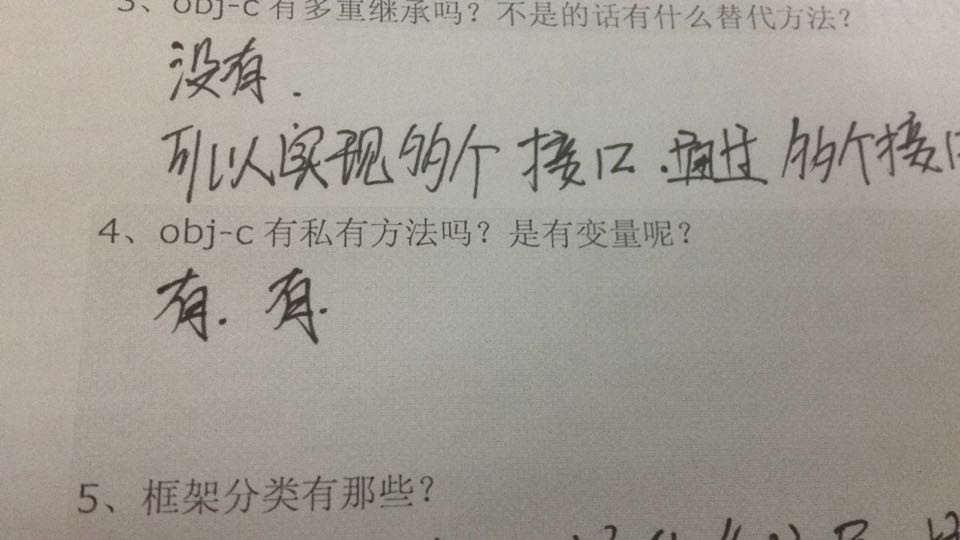 3、obj-c 有多重继承吗？不是的话有什么替代方法？
没有．
可以实现多个接口．通过多个接口
4、obj-c 有私有方法吗？是有变量呢？
有．有．
5、框架分类有那些？